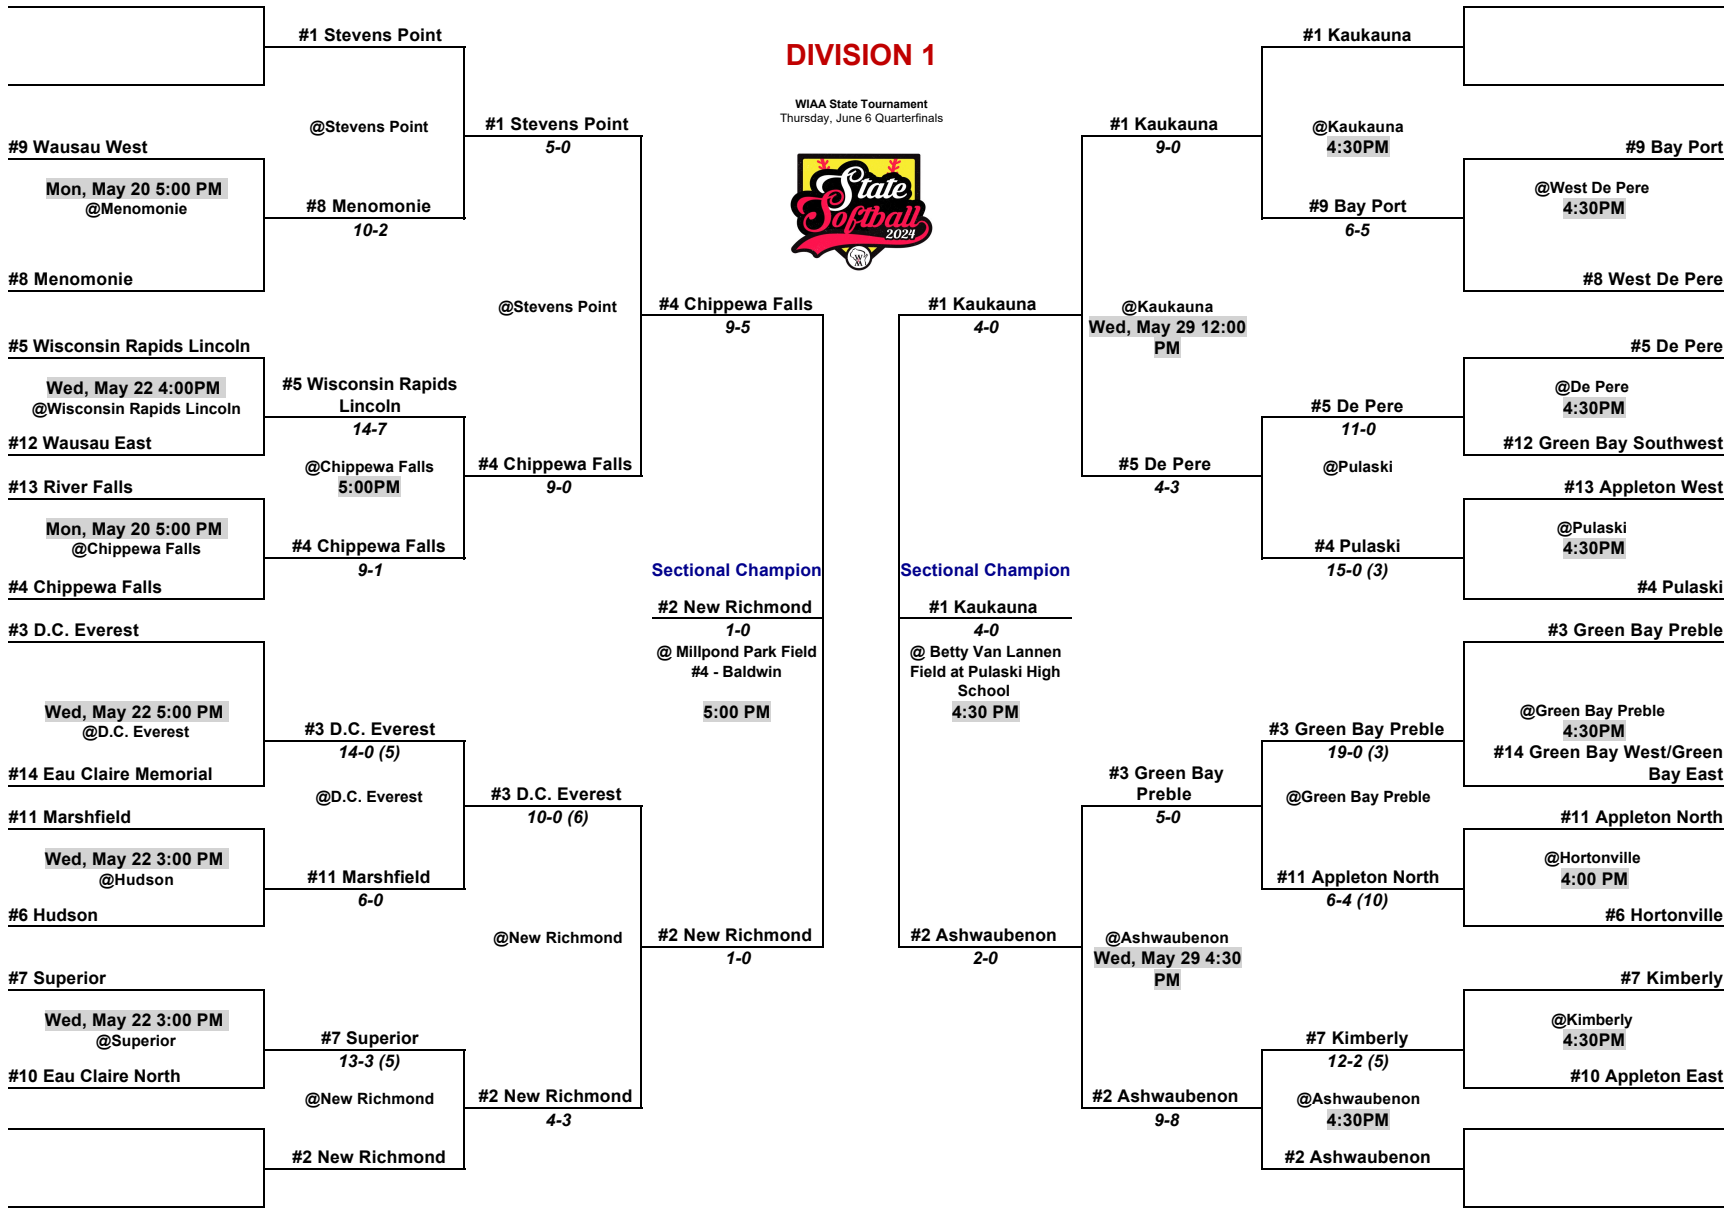 #1 Stevens Point
@Stevens Point
#1 Stevens Point
5-0
#9 Wausau West
Mon, May 20 5:00 PM
@Menomonie
#8 Menomonie
10-2
#8 Menomonie
@Stevens Point
#4 Chippewa Falls
9-5
#5 Wisconsin Rapids Lincoln
Wed, May 22 4:00PM
@Wisconsin Rapids Lincoln
#5 Wisconsin Rapids
Lincoln
14-7
#12 Wausau East
@Chippewa Falls
5:00PM
#4 Chippewa Falls
9-0
#13 River Falls
Mon, May 20 5:00 PM
@Chippewa Falls
#4 Chippewa Falls
9-1
#4 Chippewa Falls
Sectional Champion
#2 New Richmond
1-0
@ Millpond Park Field
#4 - Baldwin
5:00 PM
#3 D.C. Everest
Wed, May 22 5:00 PM
@D.C. Everest
#3 D.C. Everest
14-0 (5)
#14 Eau Claire Memorial
@D.C. Everest
#3 D.C. Everest
10-0 (6)
#11 Marshfield
Wed, May 22 3:00 PM
@Hudson
#11 Marshfield
6-0
#6 Hudson
@New Richmond
#2 New Richmond
1-0
#7 Superior
Wed, May 22 3:00 PM
@Superior
#7 Superior
13-3 (5)
#10 Eau Claire North
@New Richmond
#2 New Richmond
4-3
#2 New Richmond
DIVISION 1
WIAA State Tournament
Thursday, June 6 Quarterfinals
State
Softball
2024
#1 Kaukauna
@Kaukauna
4:30PM
#1 Kaukauna
9-0
#9 Bay Port
@West De Pere
4:30PM
#9 Bay Port
6-5
#8 West De Pere
#1 Kaukauna
4-0
@Kaukauna
Wed, May 29 12:00
PM
#5 De Pere
@De Pere
4:30PM
#5 De Pere
11-0
#12 Green Bay Southwest
@Pulaski
#5 De Pere
4-3
#13 Appleton West
@Pulaski
4:30PM
#4 Pulaski
15-0 (3)
#4 Pulaski
Sectional Champion
#1 Kaukauna
4-0
@ Betty Van Lannen
Field at Pulaski High
School
4:30 PM
#3 Green Bay Preble
@Green Bay Preble
4:30PM
#3 Green Bay Preble
19-0 (3)
#14 Green Bay West/Green
Bay East
#3 Green Bay
Preble
5-0
@Green Bay Preble
#11 Appleton North
@Hortonville
4:00 PM
#11 Appleton North
6-4 (10)
#6 Hortonville
#2 Ashwaubenon
2-0
@Ashwaubenon
Wed, May 29 4:30
PM
#7 Kimberly
@Kimberly
4:30PM
#7 Kimberly
12-2 (5)
#10 Appleton East
#2 Ashwaubenon
9-8
@Ashwaubenon
4:30PM
#2 Ashwaubenon